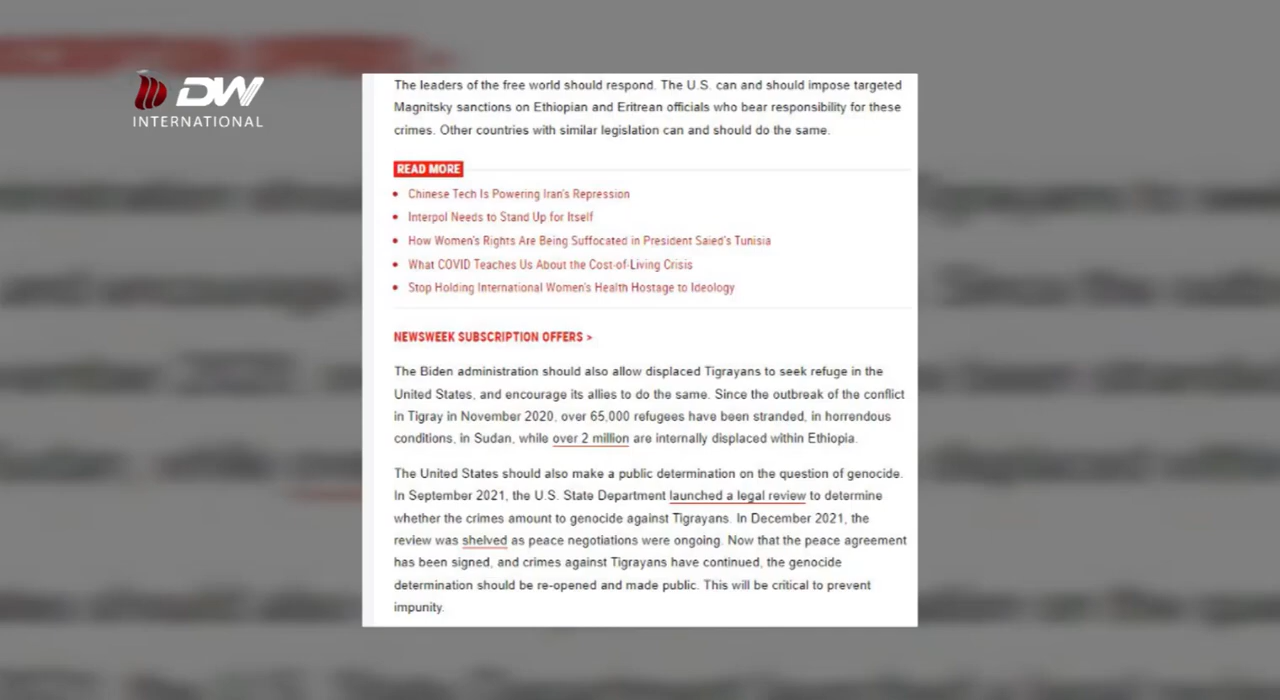 DW
INTERNATIONAL
The leaders of the free world should respond. The U.S. can and should impose targeted
Magnitsky sanctions on Ethiopian and Eritrean officials who bear responsibility for these
crimes. Other countries with similar legislation can and should do the same.
READ MORE
• Chinese Tech Is Powering Iran's Repression
• Interpol Needs to Stand Up for Itself
• How Women's Rights Are Being Suffocated in President Saied's Tunisia
• What COVID Teaches Us About the Cost-of-Living Crisis
• Stop Holding International Women's Health Hostage to Ideology
NEWSWEEK SUBSCRIPTION OFFERS >
The Biden administration should also allow displaced Tigrayans to seek refuge in the
United States, and encourage its allies to do the same. Since the outbreak of the conflict
in Tigray in November 2020, over 65,000 refugees have been stranded, in horrendous
conditions, in Sudan, while over 2 million are internally displaced within Ethiopia.
The United States should also make a public determination on the question of genocide.
In September 2021, the U.S. State Department launched a legal review to determine
whether the crimes amount to genocide against Tigrayans. In December 2021, the
review was shelved as peace negotiations were ongoing. Now that the peace agreement
has been signed, and crimes against Tigrayans have continued, the genocide
determination should be re-opened and made public. This will be critical to prevent
impunity.